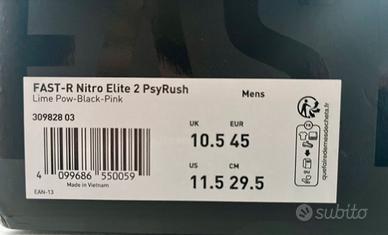 FAST-R Nitro Elite 2 PsyRush
Mens
Lime Pow-Black-Pink
309828 03
UK EUR
10.5 45
US CM
11.5 29.5
4 099686 550059
EAN-13
Made in Vietnam
quefairedemesdechets.fr
subito